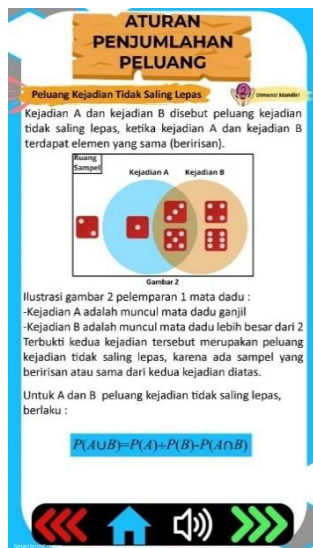 ATURAN
PENJUMLAHAN
PELUANG
Peluang Kejadian Tidak Saling Lepas
Dimensi Mandiri
Kejadian A dan kejadian B disebut peluang kejadian
tidak saling lepas, ketika kejadian A dan kejadian B
terdapat elemen yang sama (beririsan).
Ruang
Sampel
Kejadian A Kejadian B
Gambar 2
Ilustrasi gambar 2 pelemparan 1 mata dadu :
-Kejadian A adalah muncul mata dadu ganjil
-Kejadian B adalah muncul mata dadu lebih besar dari 2
Terbukti kedua kejadian tersebut merupakan peluang
kejadian tidak saling lepas, karena ada sampel yang
beririsan atau sama dari kedua kejadian diatas.
Untuk A dan B peluang kejadian tidak saling lepas,
berlaku :
P(A∪B)=P(A)+P(B)-P(A∩B)